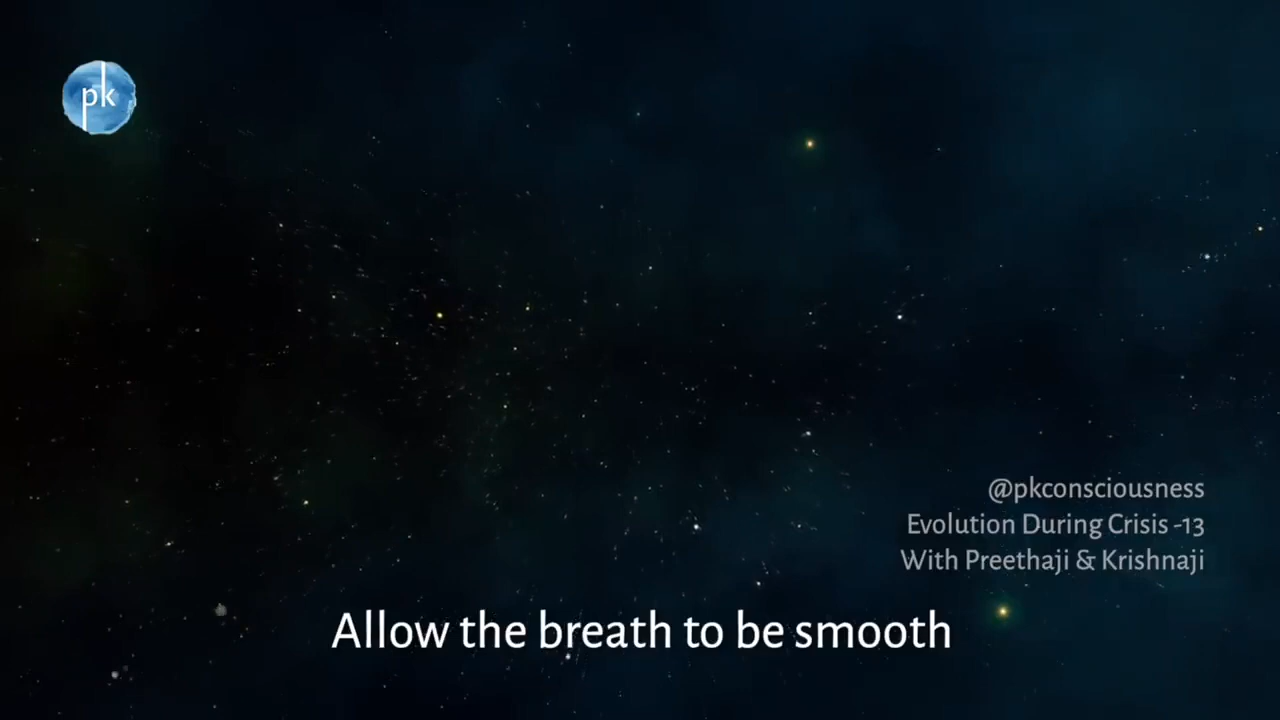 pk
@pkconsciousness
Evolution During Crisis -13
With Preethaji & Krishnaji
Allow the breath to be smooth